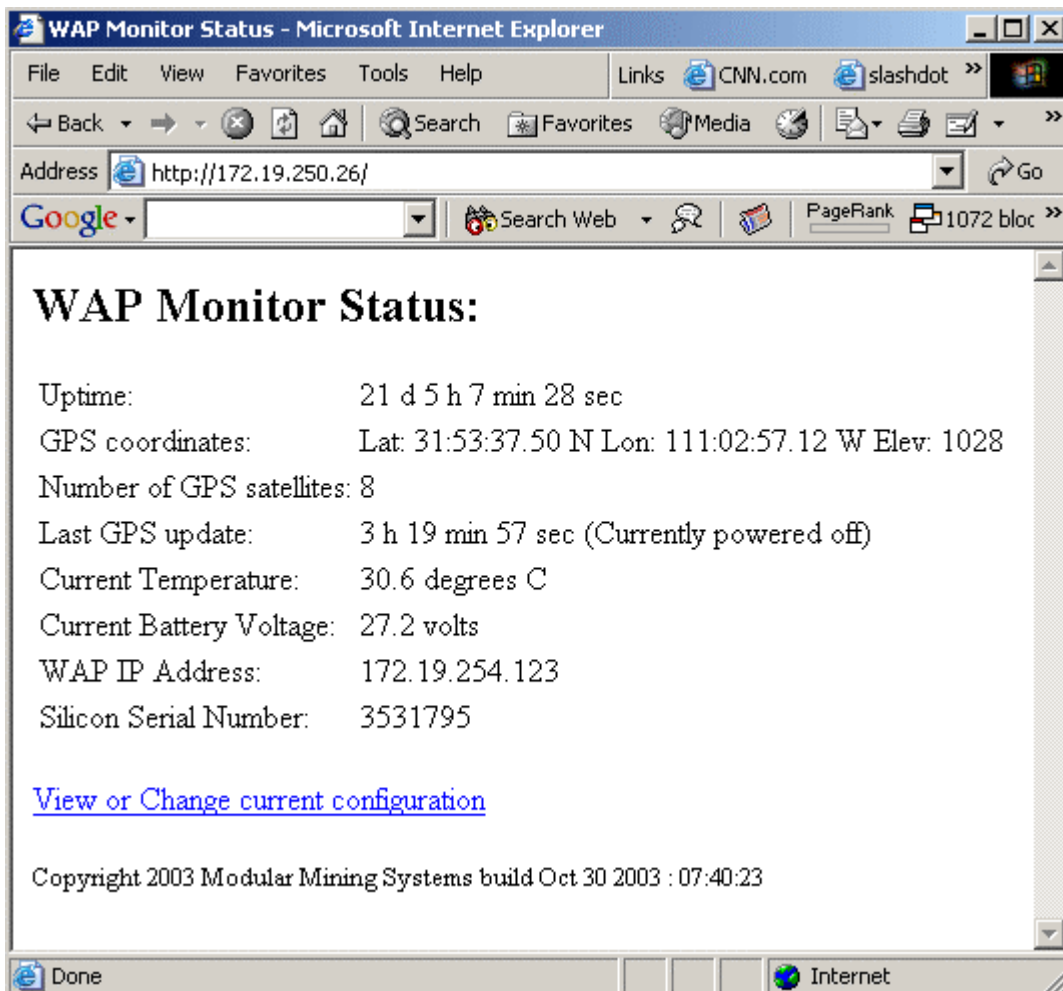 WAP Monitor Status - Microsoft Internet Explorer
File Edit View Favorites Tools Help Links CNN.com slashdot »
Back Search Favorites Media »
Address http://172.19.250.26/ Go
Google Search Web PageRank 1072 bloc »
WAP Monitor Status:
Uptime: 21 d 5 h 7 min 28 sec
GPS coordinates: Lat: 31:53:37.50 N Lon: 111:02:57.12 W Elev: 1028
Number of GPS satellites: 8
Last GPS update: 3 h 19 min 57 sec (Currently powered off)
Current Temperature: 30.6 degrees C
Current Battery Voltage: 27.2 volts
WAP IP Address: 172.19.254.123
Silicon Serial Number: 3531795
View or Change current configuration
Copyright 2003 Modular Mining Systems build Oct 30 2003 : 07:40:23
Done Internet